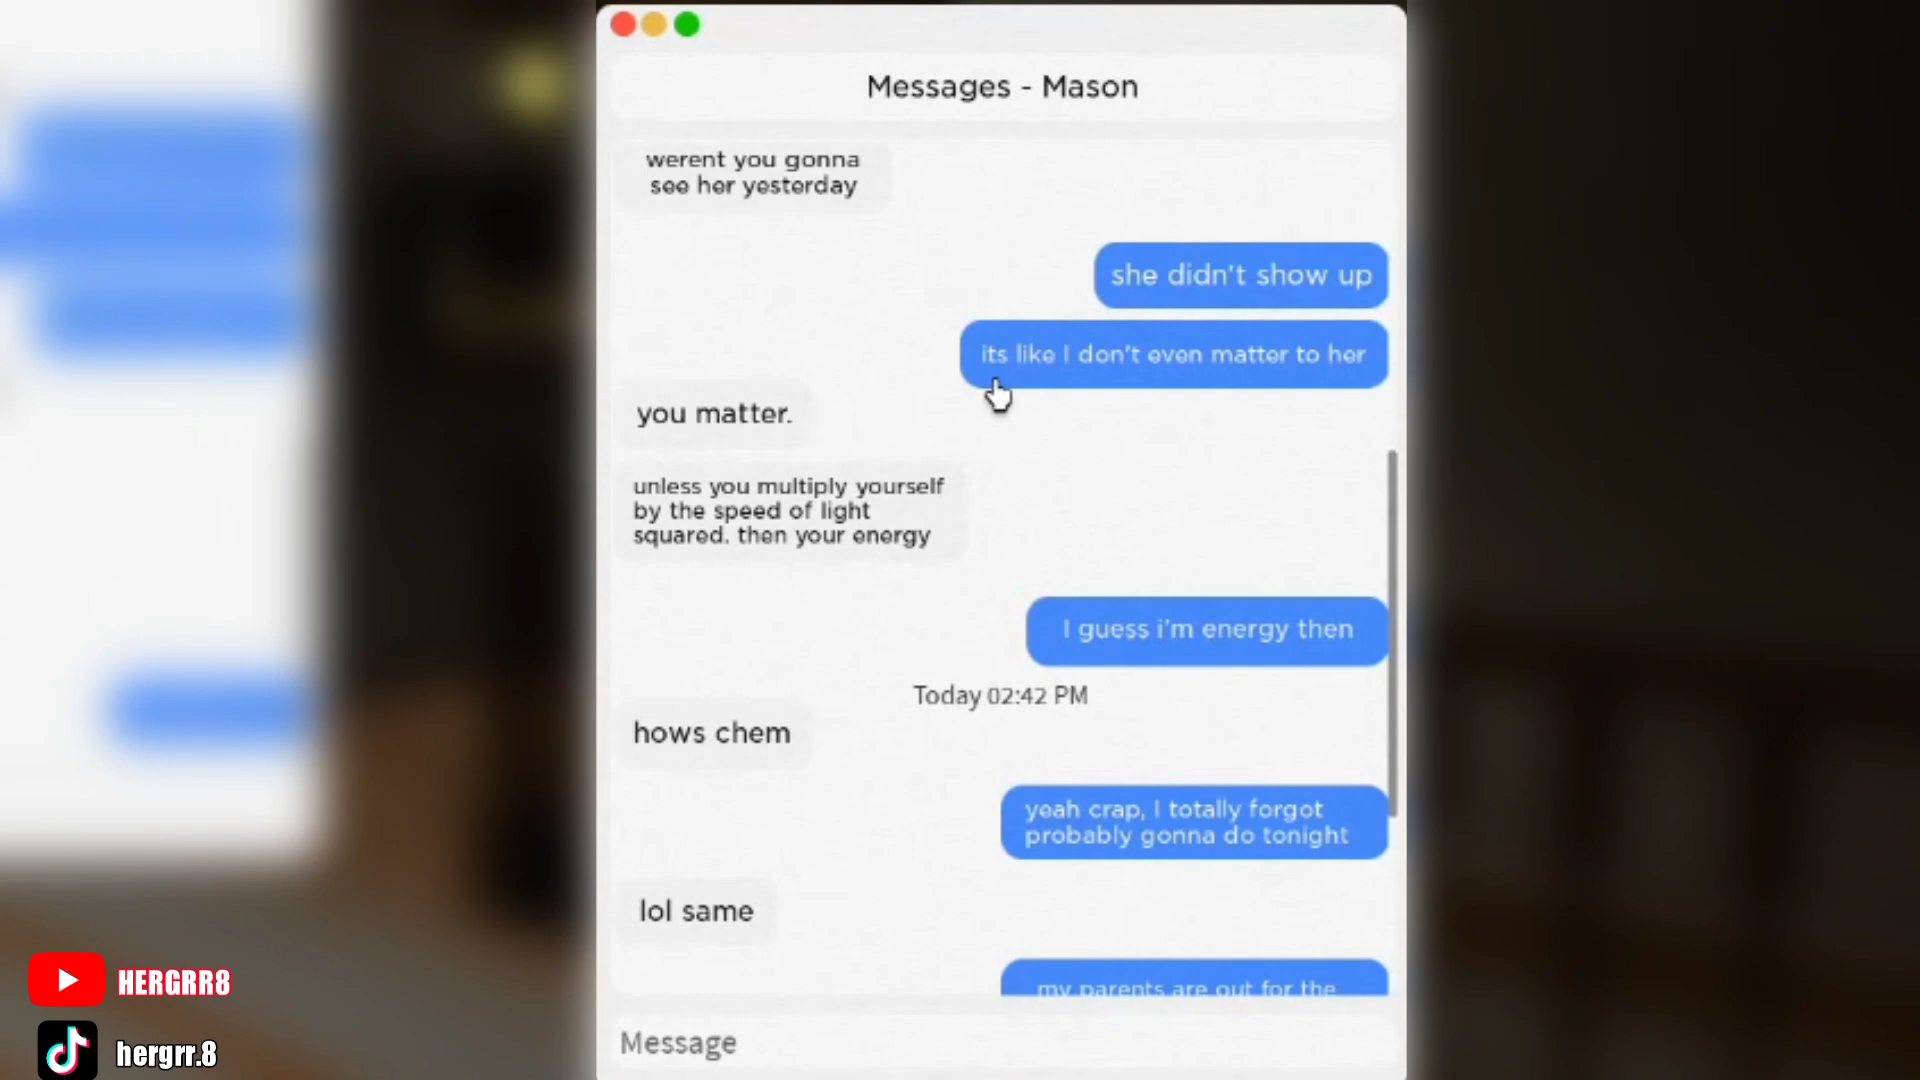 Messages - Mason
werent you gonna
see her yesterday
she didn't show up
its like I don't even matter to her
you matter.
unless you multiply yourself
by the speed of light
squared. then your energy
I guess i'm energy then
Today 02:42 PM
hows chem
yeah crap, I totally forgot
probably gonna do tonight
lol same
my parents are out for the
Message
HERGRR8
hergrr.8